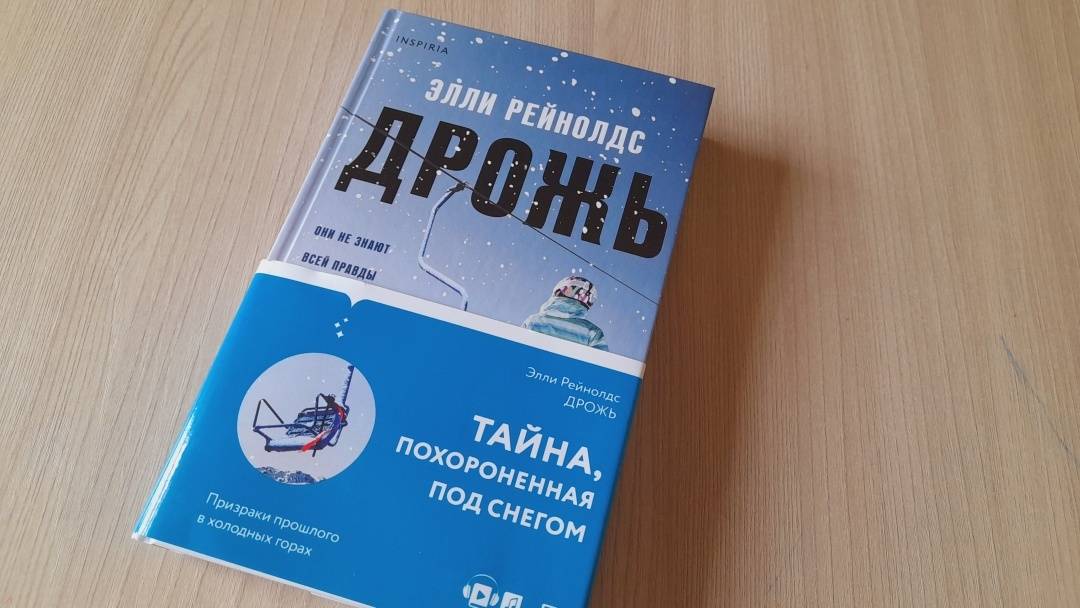 INSPIRIA
ЭЛЛИ РЕЙНОЛДС
ДРОЖЬ
ОНИ НЕ ЗНАЮТ
ВСЕЙ ПРАВДЫ
Элли Рейнолдс
ДРОЖЬ
ТАЙНА,
ПОХОРОНЕННАЯ
ПОД СНЕГОМ
Призраки прошлого
в холодных горах